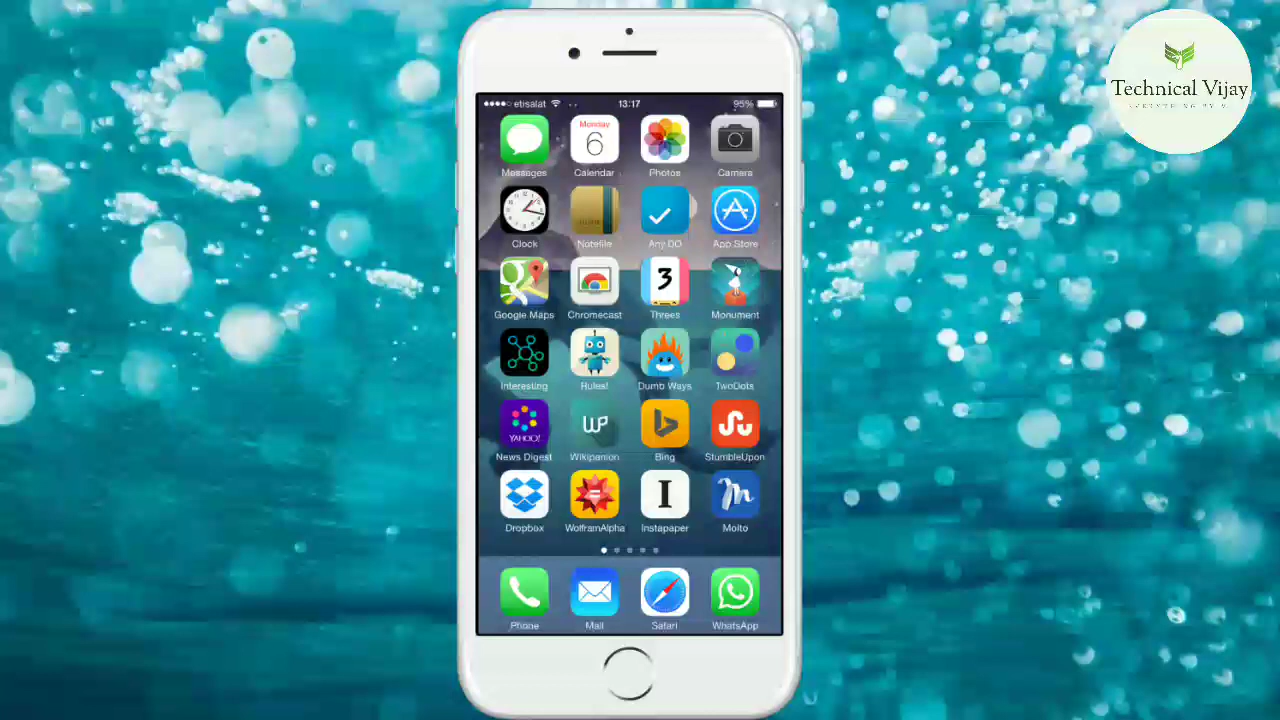 Technical Vijay
etisalat 13:17 95%
Monday
6
Messages Calendar Photos Camera
Clock Notefile Any.DO App Store
3
Google Maps Chromecast Threes Monument
Interesting Rules! Dumb Ways TwoDots
YAHOO! WP
News Digest Wikipanion Bing StumbleUpon
I
Dropbox WolframAlpha Instapaper Molto
Phone Mail Safari WhatsApp